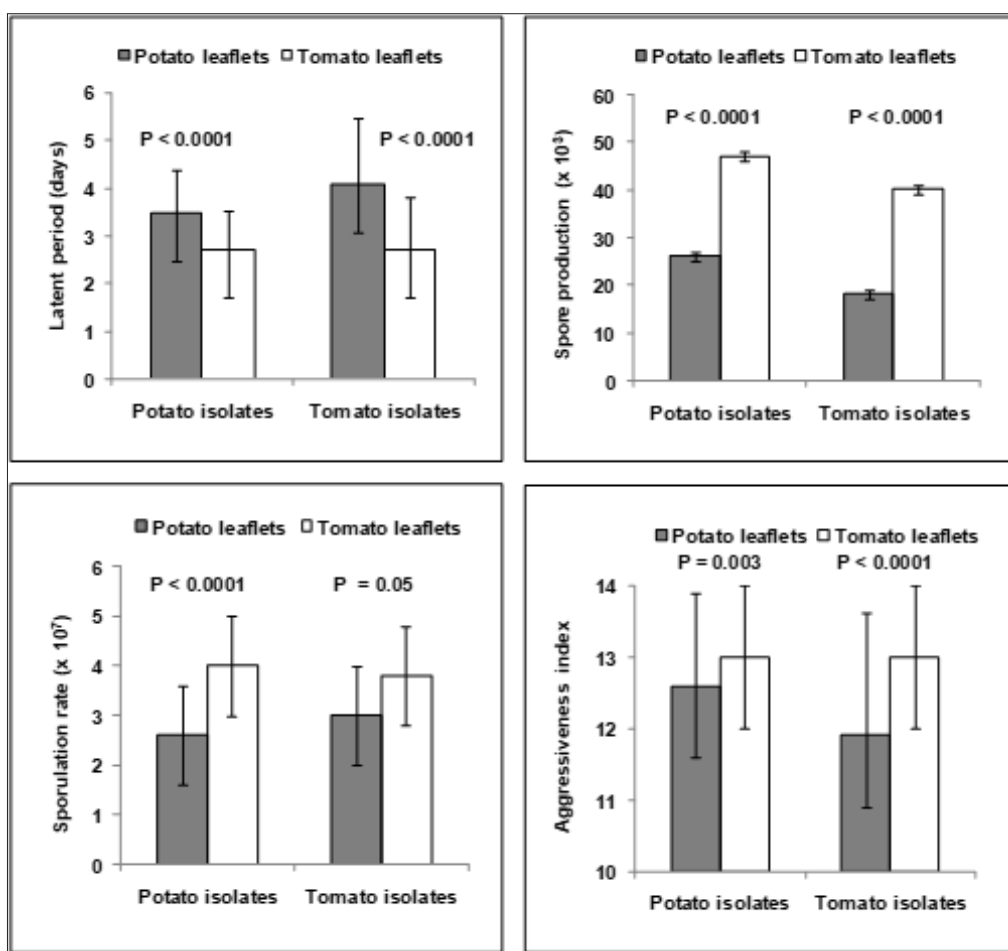 Potato leaflets Tomato leaflets
6
5
4
3
2
1
0
Latent period (days)
P < 0.0001 P < 0.0001
Potato isolates Tomato isolates
Potato leaflets Tomato leaflets
60
50
40
30
20
10
0
Spore production (x 10³)
P < 0.0001 P < 0.0001
Potato isolates Tomato isolates
Potato leaflets Tomato leaflets
6
5
4
3
2
1
0
Sporulation rate (x 10⁷)
P < 0.0001 P = 0.05
Potato isolates Tomato isolates
Potato leaflets Tomato leaflets
P = 0.003 P < 0.0001
14
13
12
11
10
Aggressiveness index
Potato isolates Tomato isolates